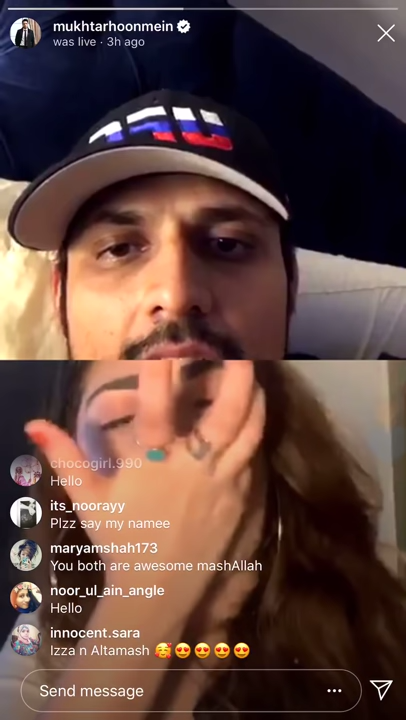 mukhtarhoonmein
was live · 3h ago
chocogirl.990
Hello
its_noorayy
Plzz say my namee
maryamshah173
You both are awesome mashAllah
noor_ul_ain_angle
Hello
innocent.sara
Izza n Altamash 🥰😍😍😍😍
Send message